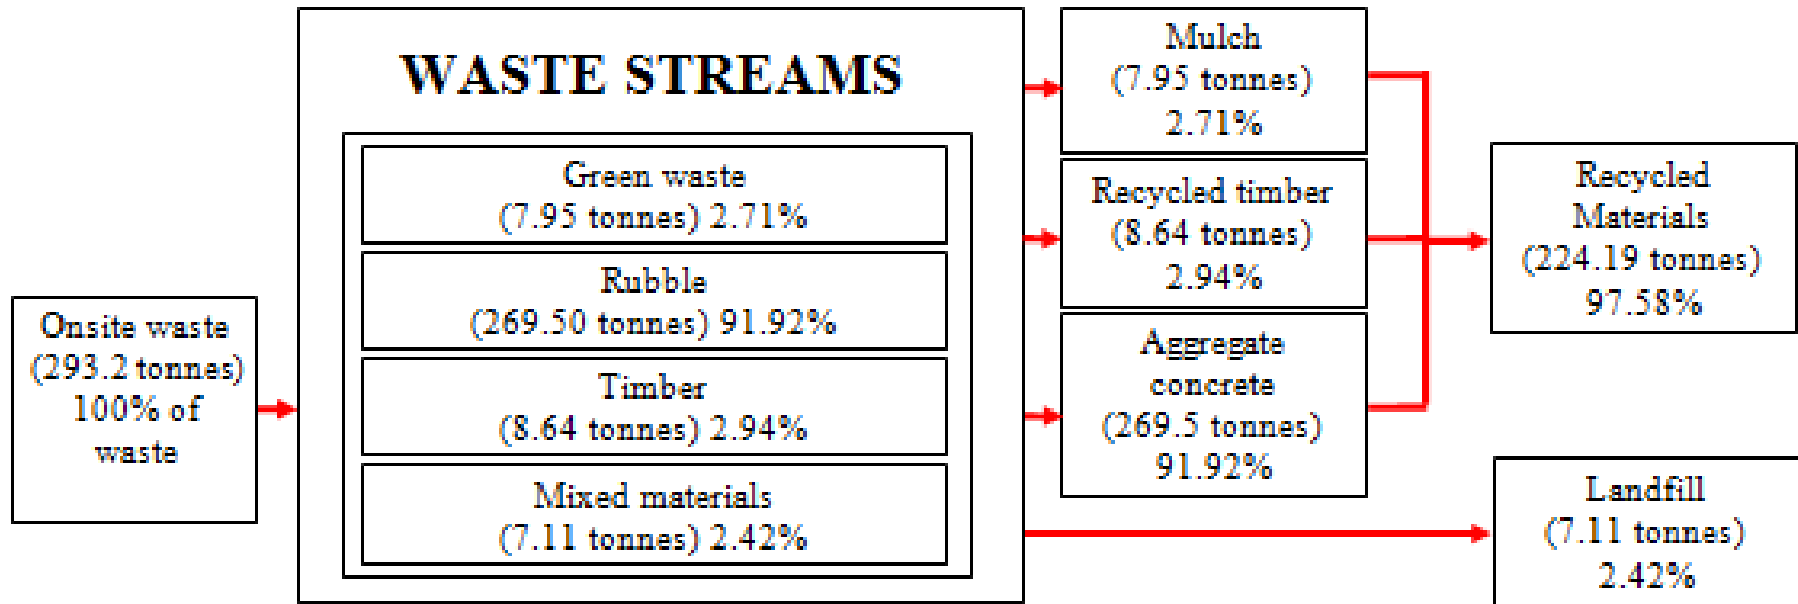 Onsite waste
(293.2 tonnes)
100% of
waste
WASTE STREAMS
Green waste
(7.95 tonnes) 2.71%
Rubble
(269.50 tonnes) 91.92%
Timber
(8.64 tonnes) 2.94%
Mixed materials
(7.11 tonnes) 2.42%
Mulch
(7.95 tonnes)
2.71%
Recycled timber
(8.64 tonnes)
2.94%
Aggregate
concrete
(269.5 tonnes)
91.92%
Recycled
Materials
(224.19 tonnes)
97.58%
Landfill
(7.11 tonnes)
2.42%